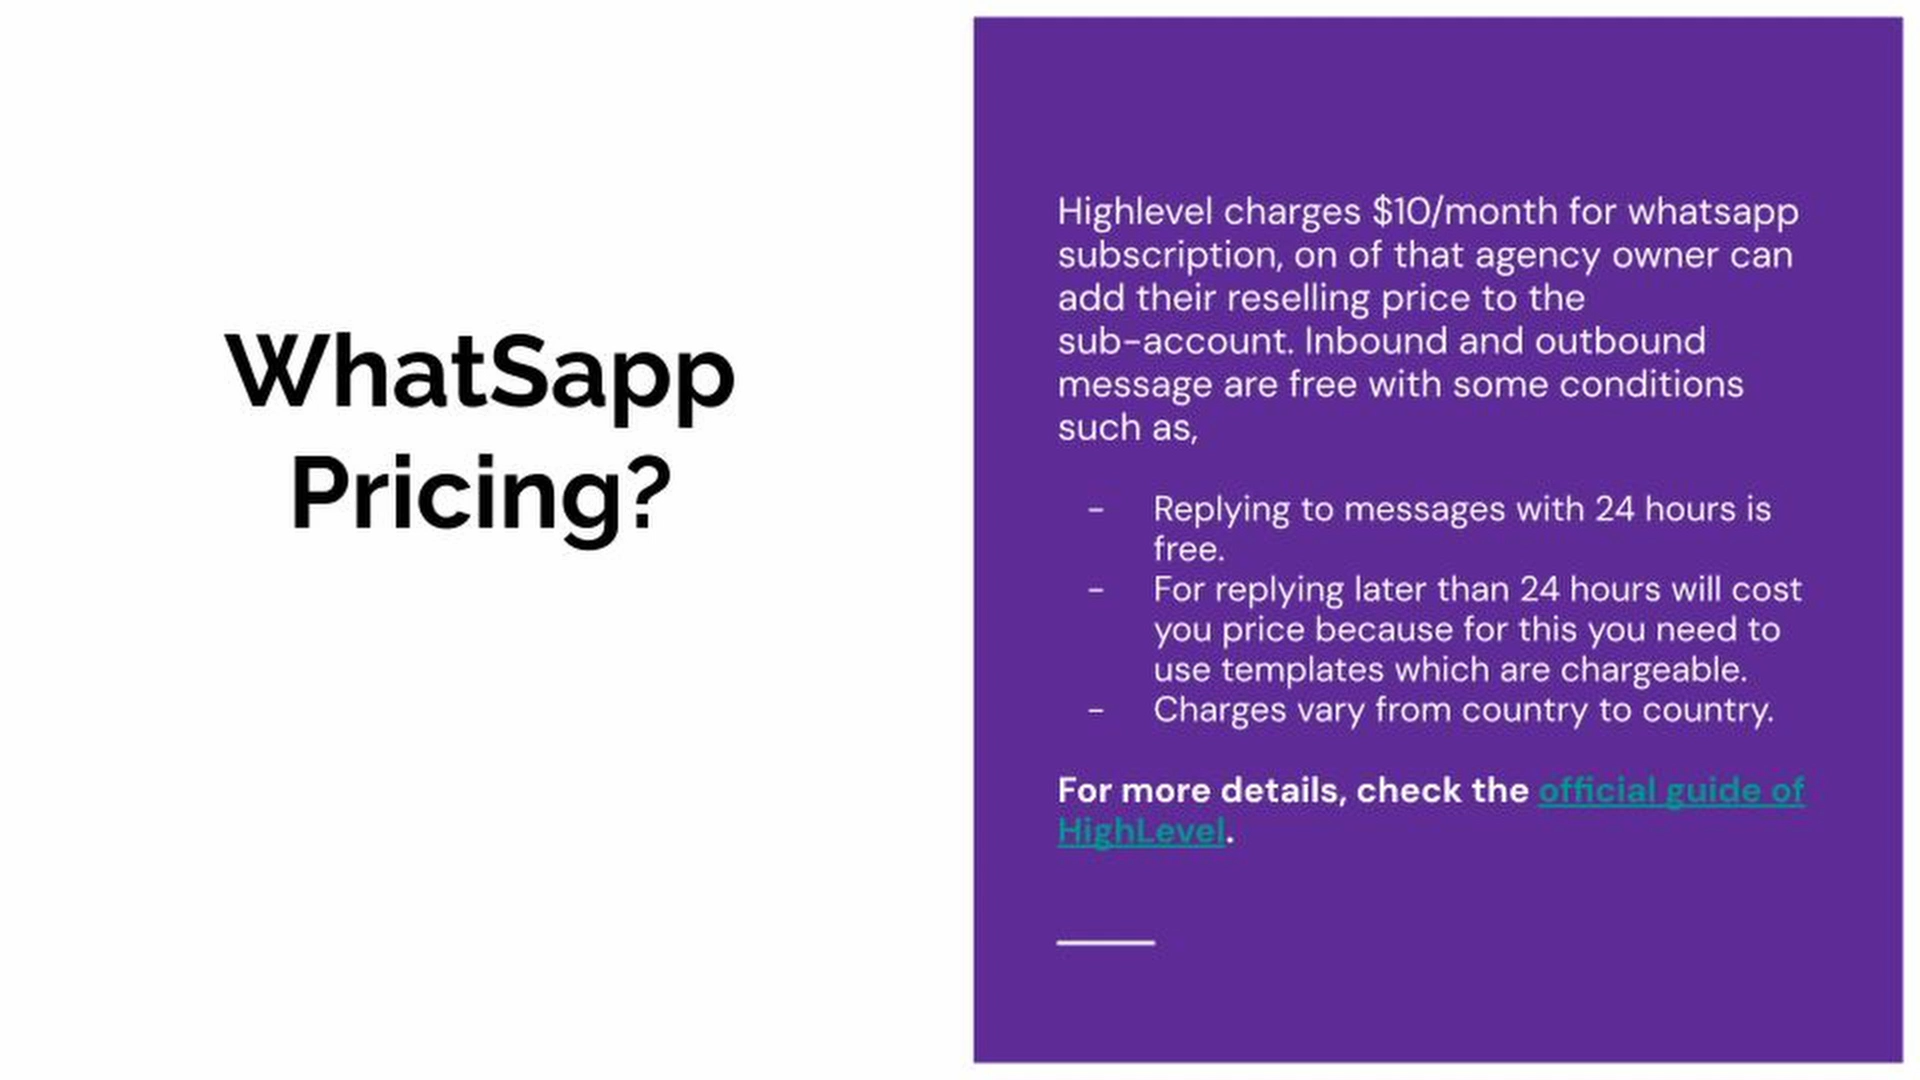 WhatSapp
Pricing?
Highlevel charges $10/month for whatsapp
subscription, on of that agency owner can
add their reselling price to the
sub-account. Inbound and outbound
message are free with some conditions
such as,
- Replying to messages with 24 hours is
free.
- For replying later than 24 hours will cost
you price because for this you need to
use templates which are chargeable.
- Charges vary from country to country.
For more details, check the official guide of
HighLevel.